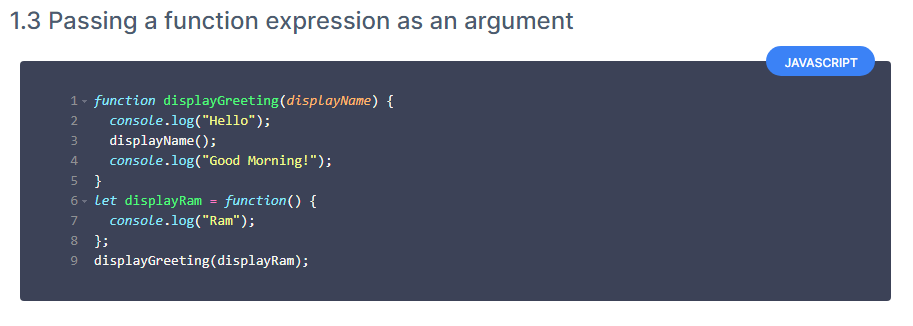 1.3 Passing a function expression as an argument
JAVASCRIPT
1 function displayGreeting(displayName) {
2   console.log("Hello");
3   displayName();
4   console.log("Good Morning!");
5 }
6 let displayRam = function() {
7   console.log("Ram");
8 };
9 displayGreeting(displayRam);